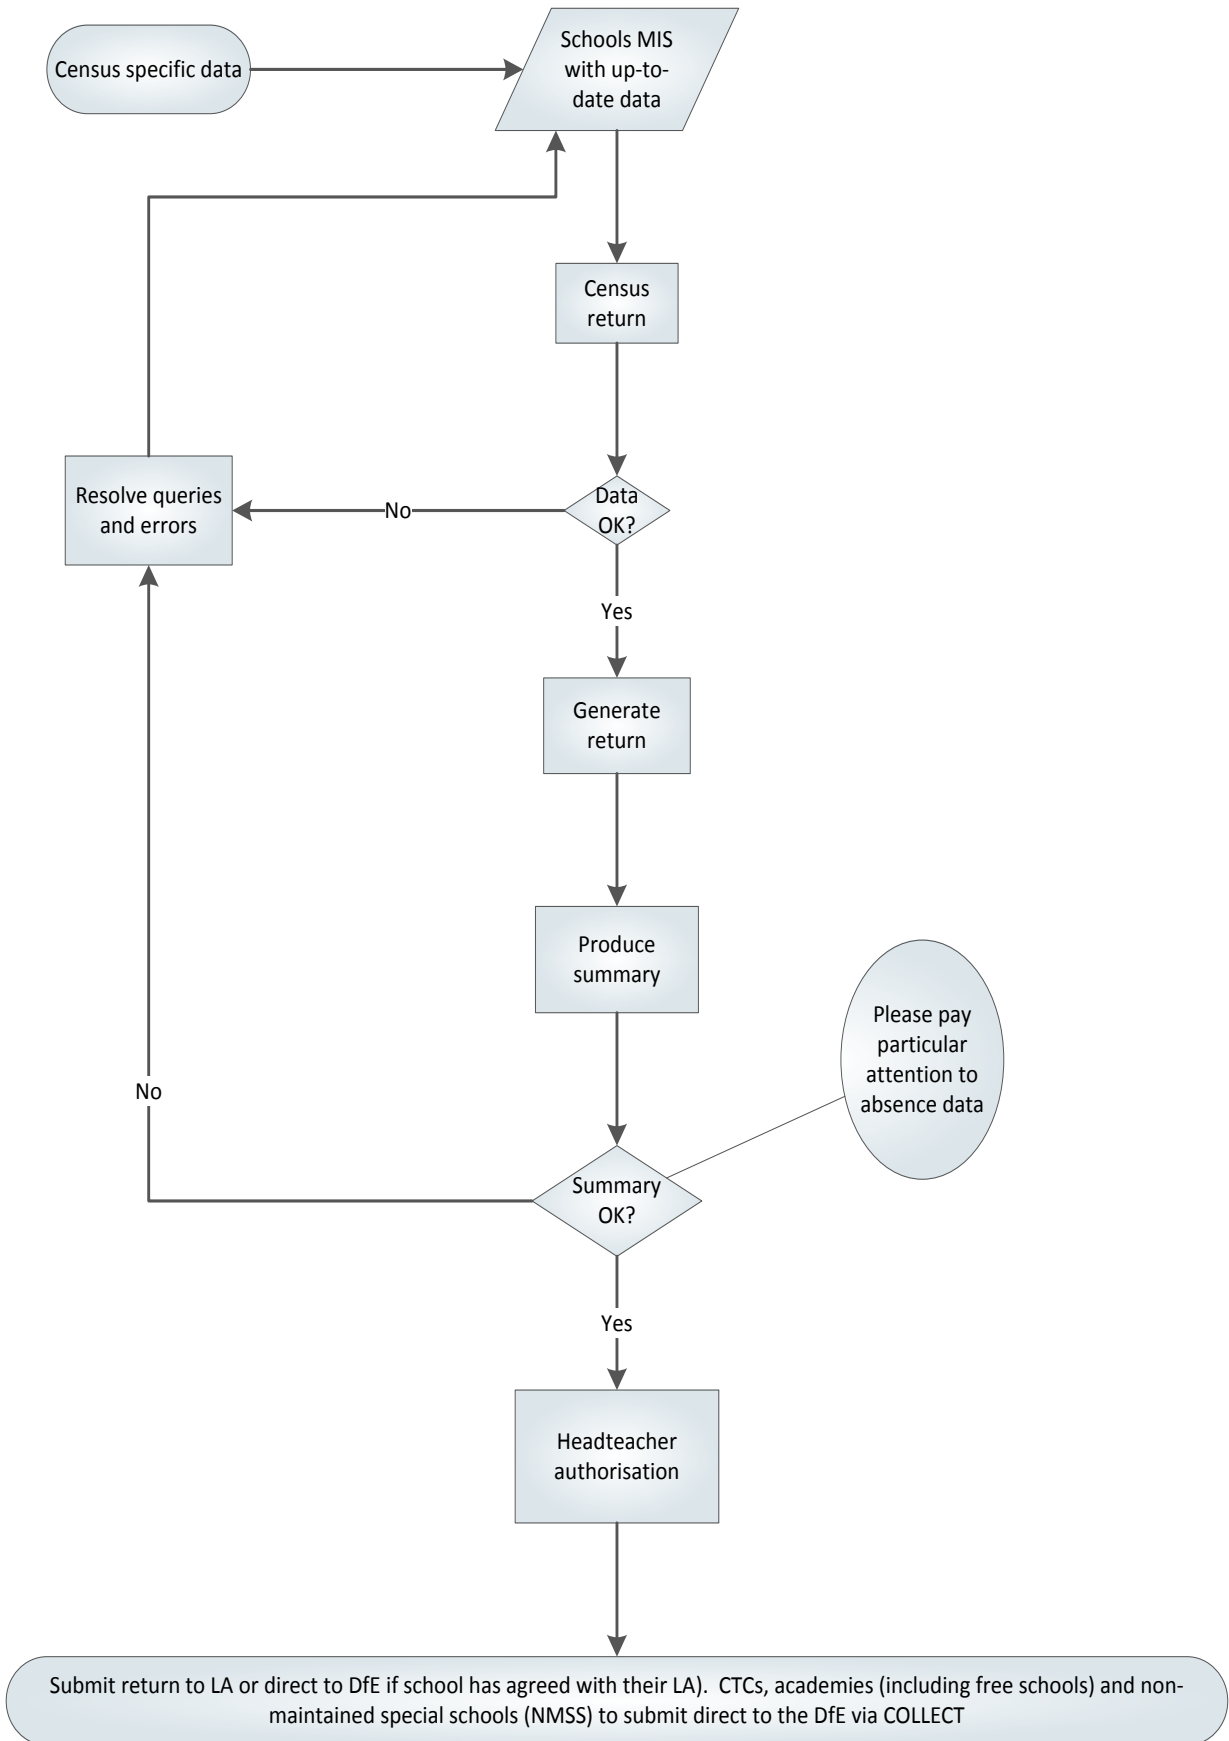 Census specific data
Schools MIS
with up-to-
date data
Census
return
Resolve queries
and errors
No
Data
OK?
Yes
Generate
return
Produce
summary
Please pay
particular
attention to
absence data
No
Summary
OK?
Yes
Headteacher
authorisation
Submit return to LA or direct to DfE if school has agreed with their LA).  CTCs, academies (including free schools) and non-
maintained special schools (NMSS) to submit direct to the DfE via COLLECT